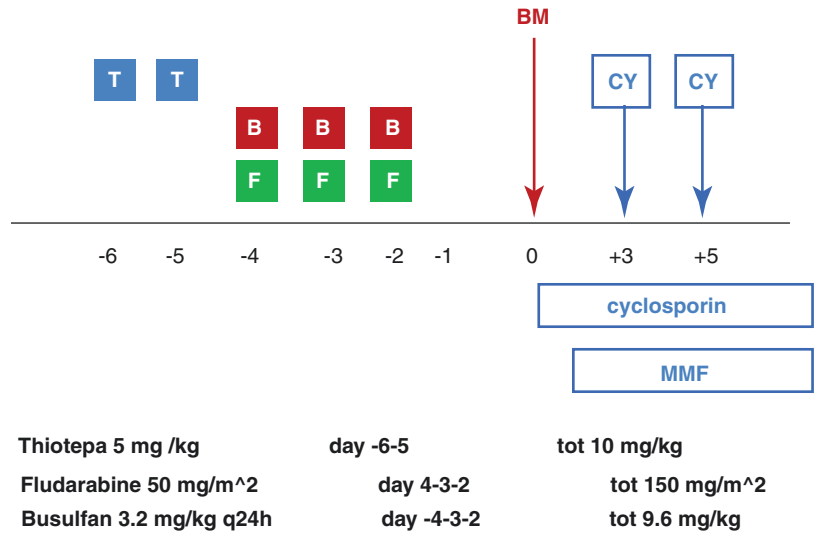 BM
T T CY CY
B B B
F F F
-6 -5 -4 -3 -2 -1 0 +3 +5
cyclosporin
MMF
Thiotepa 5 mg /kg day -6-5 tot 10 mg/kg
Fludarabine 50 mg/m^2 day 4-3-2 tot 150 mg/m^2
Busulfan 3.2 mg/kg q24h day -4-3-2 tot 9.6 mg/kg